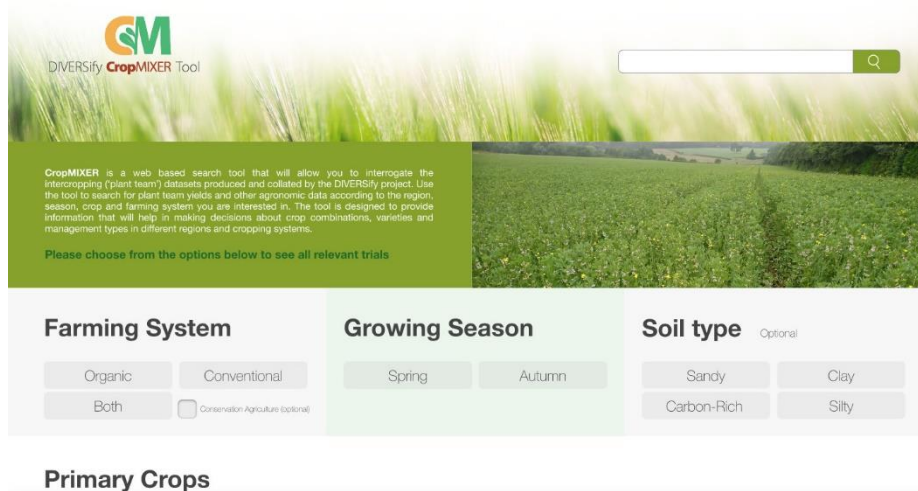 CM
DIVERSify CropMIXER Tool
CropMIXER is a web based search tool that will allow you to interrogate the
intercropping ('plant team') datasets produced and collated by the DIVERSify project. Use
the tool to search for plant team yields and other agronomic data according to the region,
season, crop and farming system you are interested in. The tool is designed to provide
information that will help in making decisions about crop combinations, varieties and
management types in different regions and cropping systems.
Please choose from the options below to see all relevant trials
Farming System
Organic
Conventional
Both
Conservation Agriculture (optional)
Growing Season
Spring
Autumn
Soil type Optional
Sandy
Clay
Carbon-Rich
Silty
Primary Crops